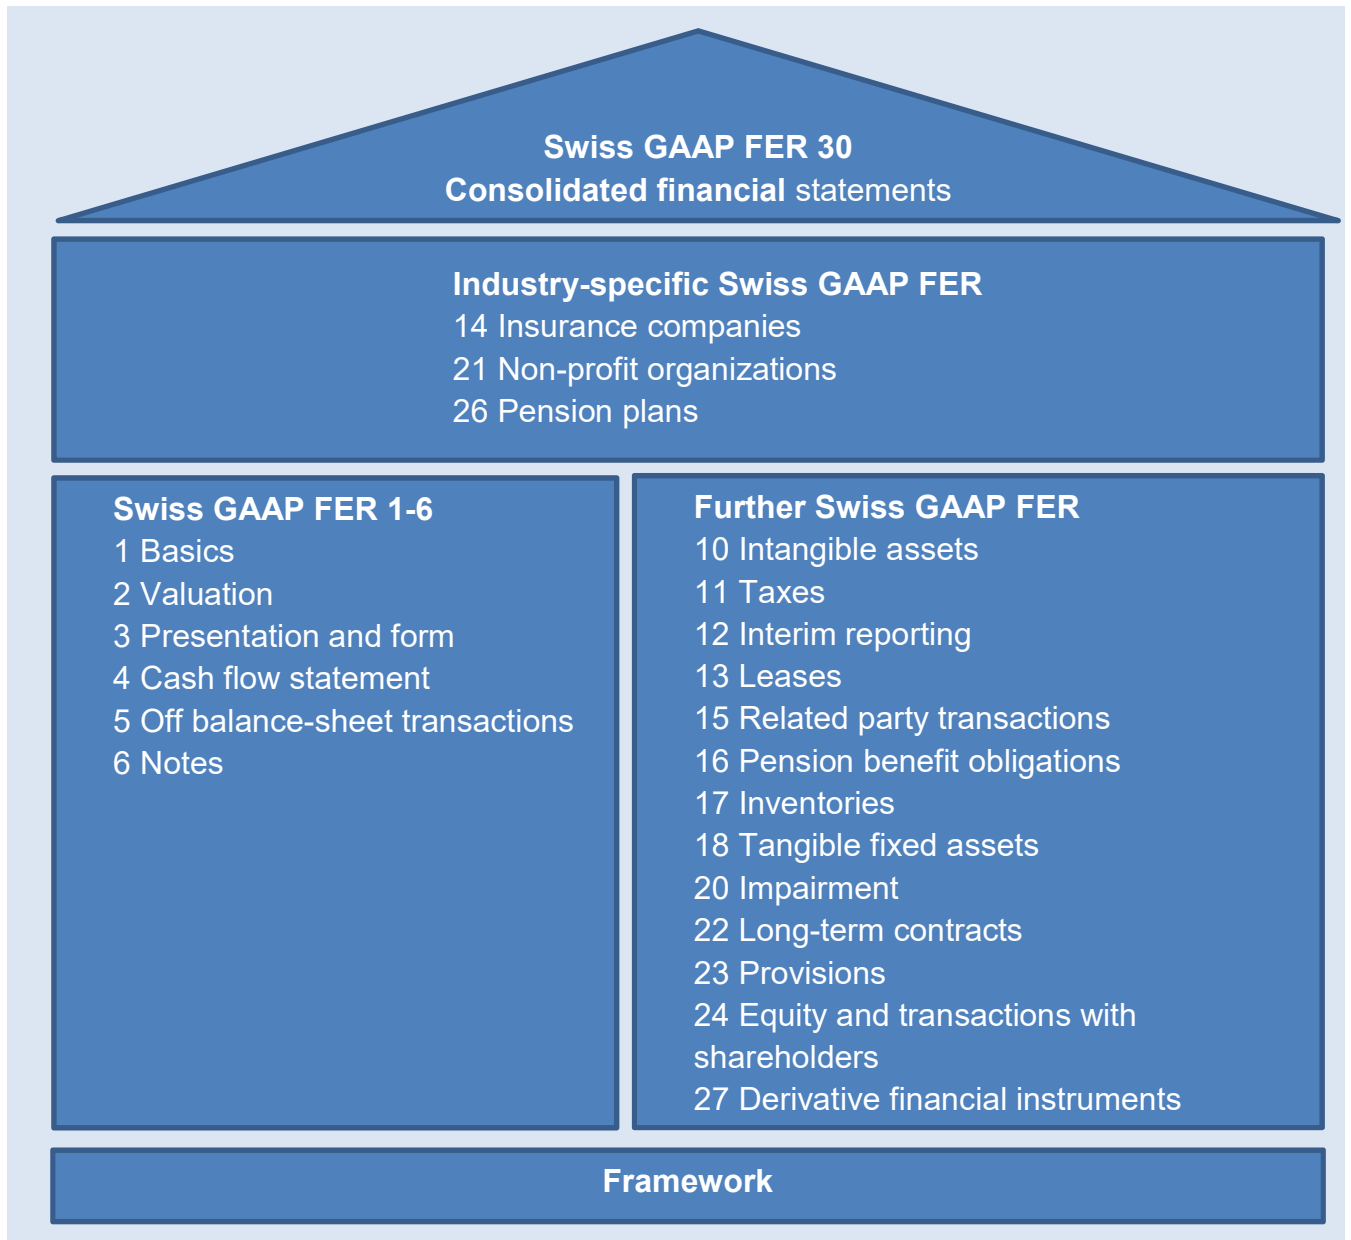 Swiss GAAP FER 30
Consolidated financial statements
Industry-specific Swiss GAAP FER
14 Insurance companies
21 Non-profit organizations
26 Pension plans
Swiss GAAP FER 1-6
1 Basics
2 Valuation
3 Presentation and form
4 Cash flow statement
5 Off balance-sheet transactions
6 Notes
Further Swiss GAAP FER
10 Intangible assets
11 Taxes
12 Interim reporting
13 Leases
15 Related party transactions
16 Pension benefit obligations
17 Inventories
18 Tangible fixed assets
20 Impairment
22 Long-term contracts
23 Provisions
24 Equity and transactions with
shareholders
27 Derivative financial instruments
Framework